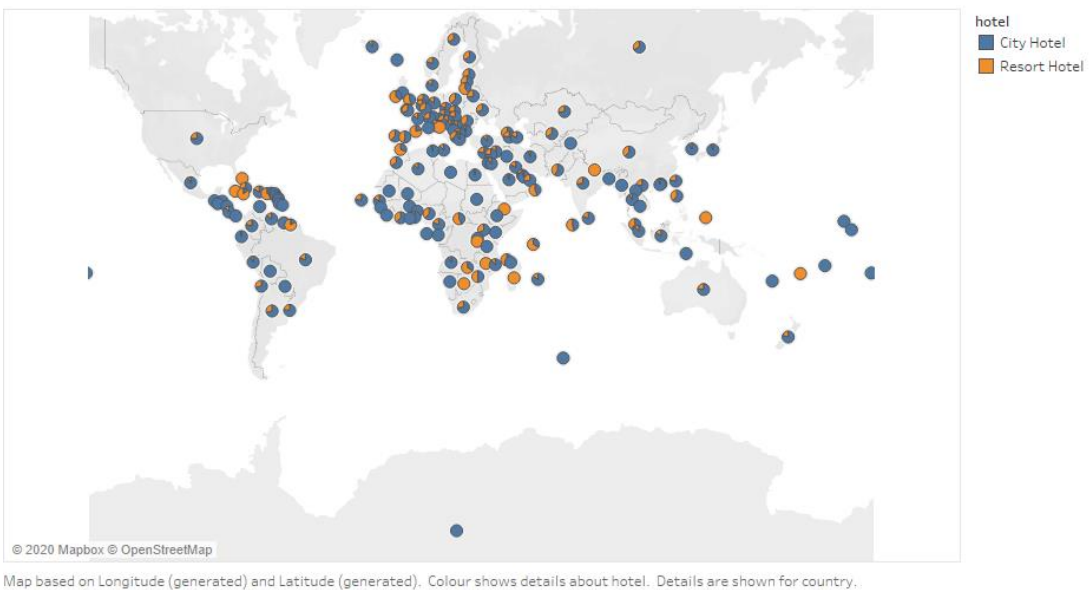 hotel
City Hotel
Resort Hotel
© 2020 Mapbox © OpenStreetMap
Map based on Longitude (generated) and Latitude (generated). Colour shows details about hotel. Details are shown for country.